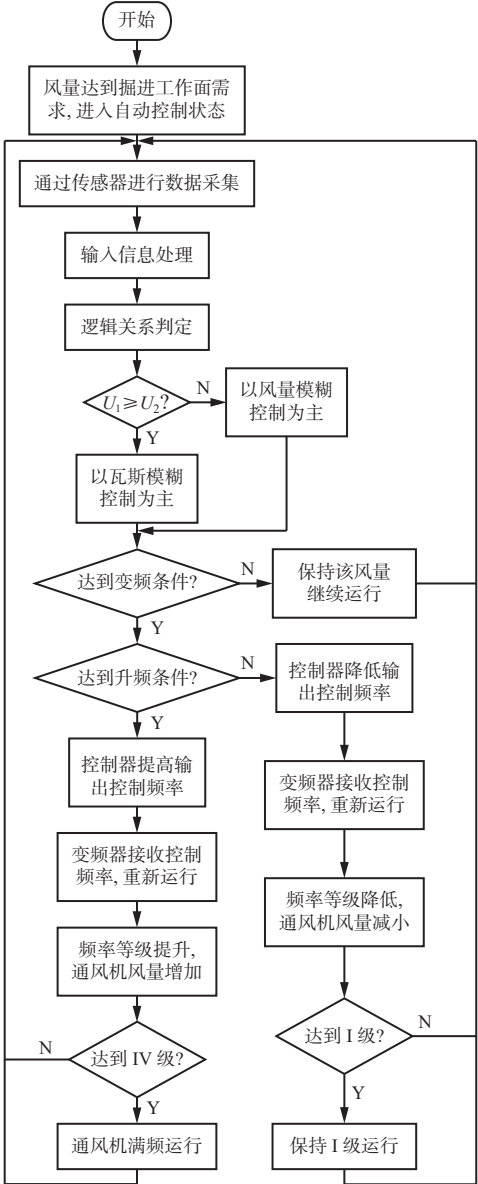 开始
风量达到掘进工作面需
求, 进入自动控制状态
通过传感器进行数据采集
输入信息处理
逻辑关系判定
U₁≥U₂?
N
以风量模糊
控制为主
Y
以瓦斯模糊
控制为主
达到变频条件?
N
保持该风量
继续运行
Y
达到升频条件?
N
控制器降低输
出控制频率
Y
控制器提高输
出控制频率
变频器接收控制
频率, 重新运行
变频器接收控制
频率, 重新运行
频率等级提升,
通风机风量增加
频率等级降低,
通风机风量减小
达到 IV 级?
N
Y
通风机满频运行
达到 I 级?
N
Y
保持 I 级运行